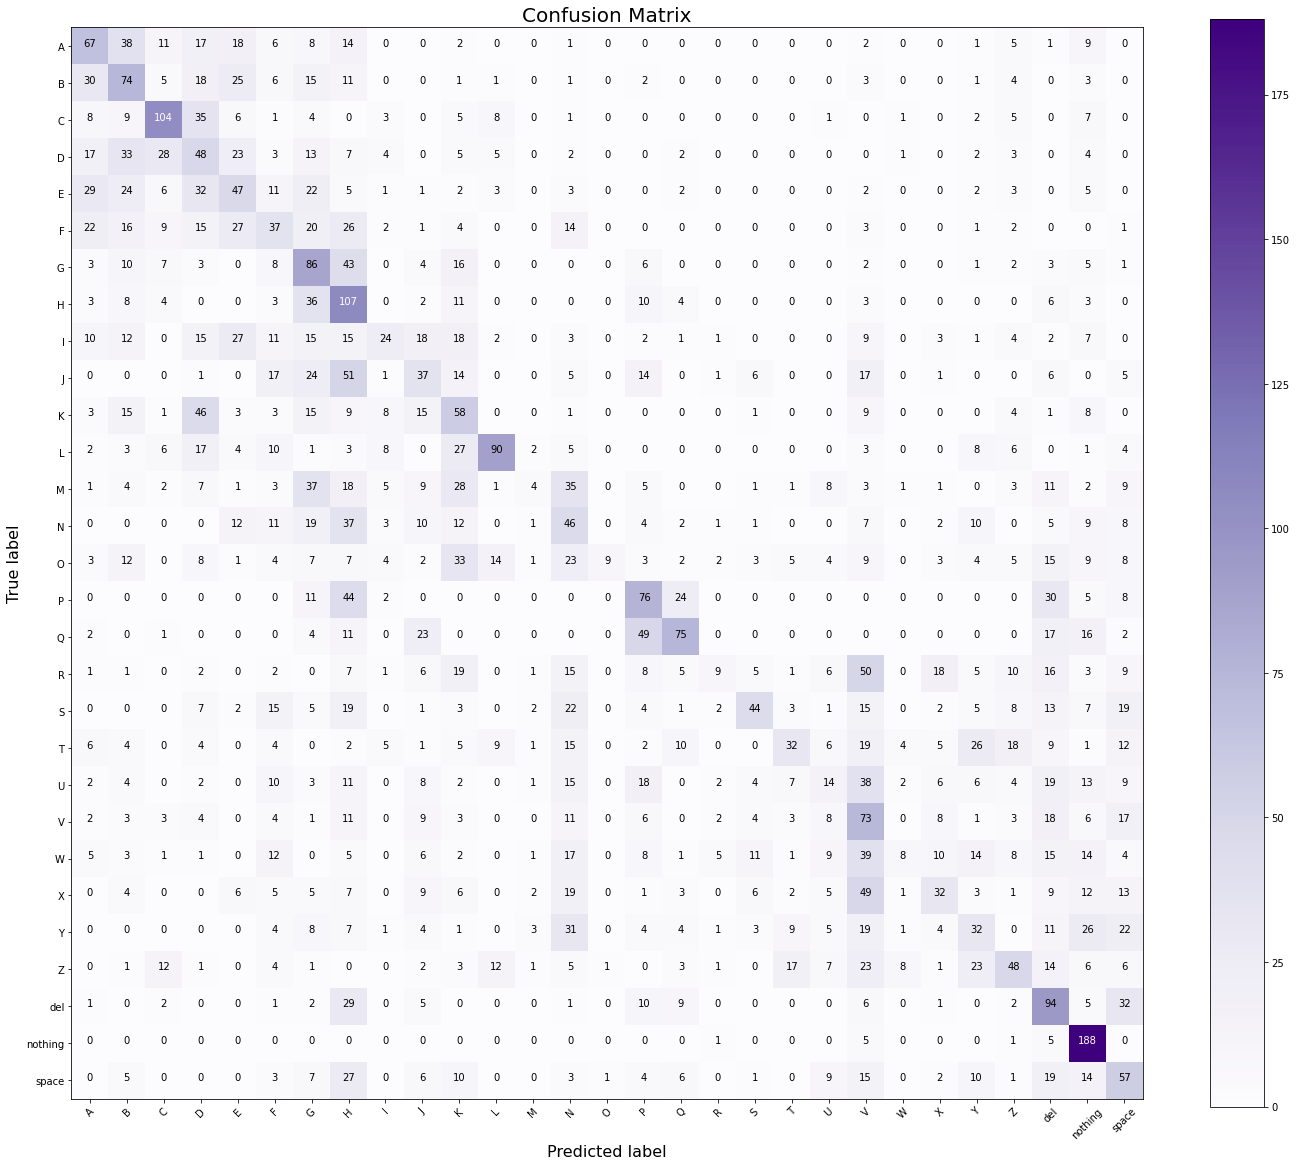 Confusion Matrix
A 67 38 11 17 18 6 8 14 0 0 2 0 0 1 0 0 0 0 0 0 0 2 0 0 1 5 1 9 0
B 30 74 5 18 25 6 15 11 0 0 1 1 0 1 0 2 0 0 0 0 0 3 0 0 1 4 0 3 0
C 8 9 104 35 6 1 4 0 3 0 5 8 0 1 0 0 0 0 0 0 1 0 1 0 2 5 0 7 0
D 17 33 28 48 23 3 13 7 4 0 5 5 0 2 0 0 2 0 0 0 0 0 1 0 2 3 0 4 0
E 29 24 6 32 47 11 22 5 1 1 2 3 0 3 0 0 2 0 0 0 0 2 0 0 2 3 0 5 0
F 22 16 9 15 27 37 20 26 2 1 4 0 0 14 0 0 0 0 0 0 0 3 0 0 1 2 0 0 1
G 3 10 7 3 0 8 86 43 0 4 16 0 0 0 0 6 0 0 0 0 0 2 0 0 1 2 3 5 1
H 3 8 4 0 0 3 36 107 0 2 11 0 0 0 0 10 4 0 0 0 0 3 0 0 0 0 6 3 0
I 10 12 0 15 27 11 15 15 24 18 18 2 0 3 0 2 1 1 0 0 0 9 0 3 1 4 2 7 0
J 0 0 0 1 0 17 24 51 1 37 14 0 0 5 0 14 0 1 6 0 0 17 0 1 0 0 6 0 5
K 3 15 1 46 3 3 15 9 8 15 58 0 0 1 0 0 0 0 1 0 0 9 0 0 0 4 1 8 0
L 2 3 6 17 4 10 1 3 8 0 27 90 2 5 0 0 0 0 0 0 0 3 0 0 8 6 0 1 4
M 1 4 2 7 1 3 37 18 5 9 28 1 4 35 0 5 0 0 1 1 8 3 1 1 0 3 11 2 9
N 0 0 0 0 12 11 19 37 3 10 12 0 1 46 0 4 2 1 1 0 0 7 0 2 10 0 5 9 8
O 3 12 0 8 1 4 7 7 4 2 33 14 1 23 9 3 2 2 3 5 4 9 0 3 4 5 15 9 8
P 0 0 0 0 0 0 11 44 2 0 0 0 0 0 0 76 24 0 0 0 0 0 0 0 0 0 30 5 8
Q 2 0 1 0 0 0 4 11 0 23 0 0 0 0 0 49 75 0 0 0 0 0 0 0 0 0 17 16 2
R 1 1 0 2 0 2 0 7 1 6 19 0 1 15 0 8 5 9 5 1 6 50 0 18 5 10 16 3 9
S 0 0 0 7 2 15 5 19 0 1 3 0 2 22 0 4 1 2 44 3 1 15 0 2 5 8 13 7 19
T 6 4 0 4 0 4 0 2 5 1 5 9 1 15 0 2 10 0 0 32 6 19 4 5 26 18 9 1 12
U 2 4 0 2 0 10 3 11 0 8 2 0 1 15 0 18 0 2 4 7 14 38 2 6 6 4 19 13 9
V 2 3 3 4 0 4 1 11 0 9 3 0 0 11 0 6 0 2 4 3 8 73 0 8 1 3 18 6 17
W 5 3 1 1 0 12 0 5 0 6 2 0 1 17 0 8 1 5 11 1 9 39 8 10 14 8 15 14 4
X 0 4 0 0 6 5 5 7 0 9 6 0 2 19 0 1 3 0 6 2 5 49 1 32 3 1 9 12 13
Y 0 0 0 0 0 4 8 7 1 4 1 0 3 31 0 4 4 1 3 9 5 19 1 4 32 0 11 26 22
Z 0 1 12 1 0 4 1 0 0 2 3 12 1 5 1 0 3 1 0 17 7 23 8 1 23 48 14 6 6
del 1 0 2 0 0 1 2 29 0 5 0 0 0 1 0 10 9 0 0 0 0 6 0 1 0 2 94 5 32
nothing 0 0 0 0 0 0 0 0 0 0 0 0 0 0 0 0 0 1 0 0 0 5 0 0 0 1 5 188 0
space 0 5 0 0 0 3 7 27 0 6 10 0 0 3 1 4 6 0 1 0 9 15 0 2 10 1 19 14 57
A B C D E F G H I J K L M N O P Q R S T U V W X Y Z del nothing space
True label
Predicted label
175
150
125
100
75
50
25
0